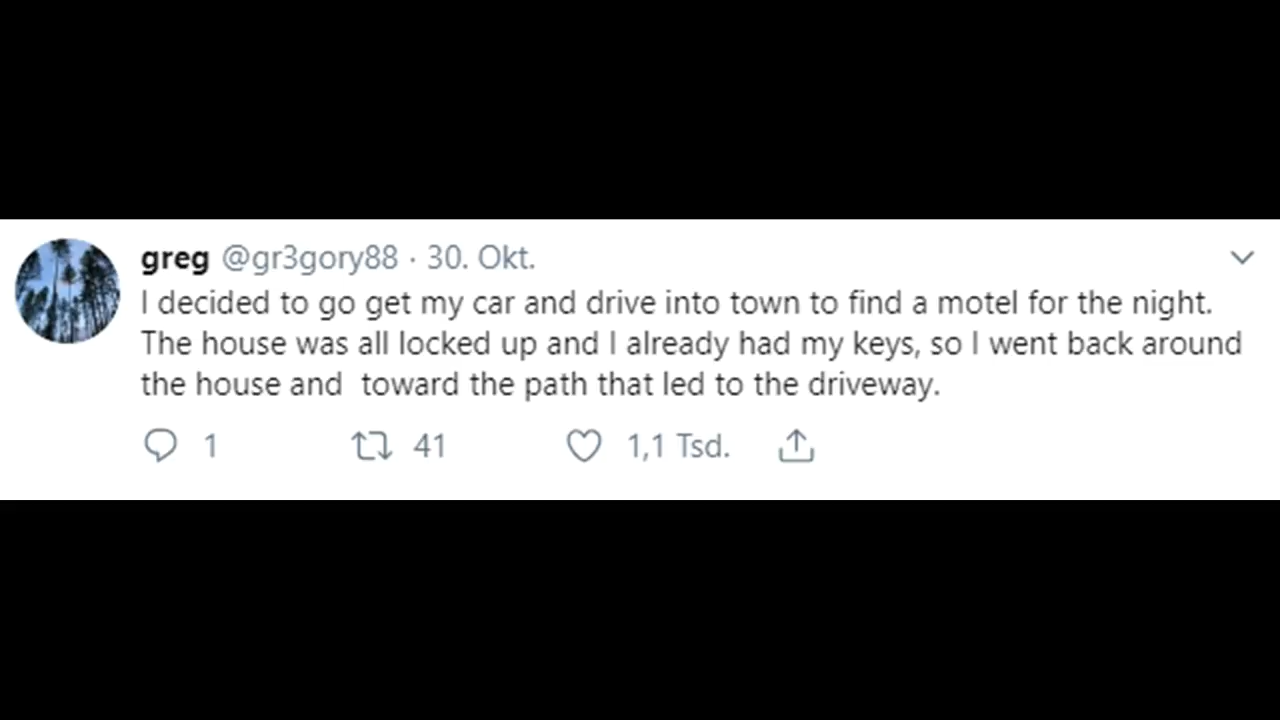 greg @gr3gory88 · 30. Okt.
I decided to go get my car and drive into town to find a motel for the night.
The house was all locked up and I already had my keys, so I went back around
the house and  toward the path that led to the driveway.
1 41 1,1 Tsd.